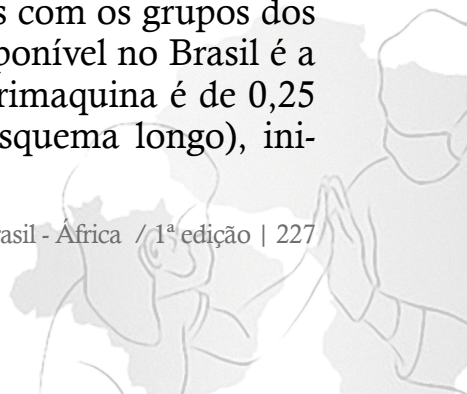 s com os grupos dos
ponível no Brasil é a
rimaquina é de 0,25
squema longo), ini-
rasil - África / 1ª edição | 227